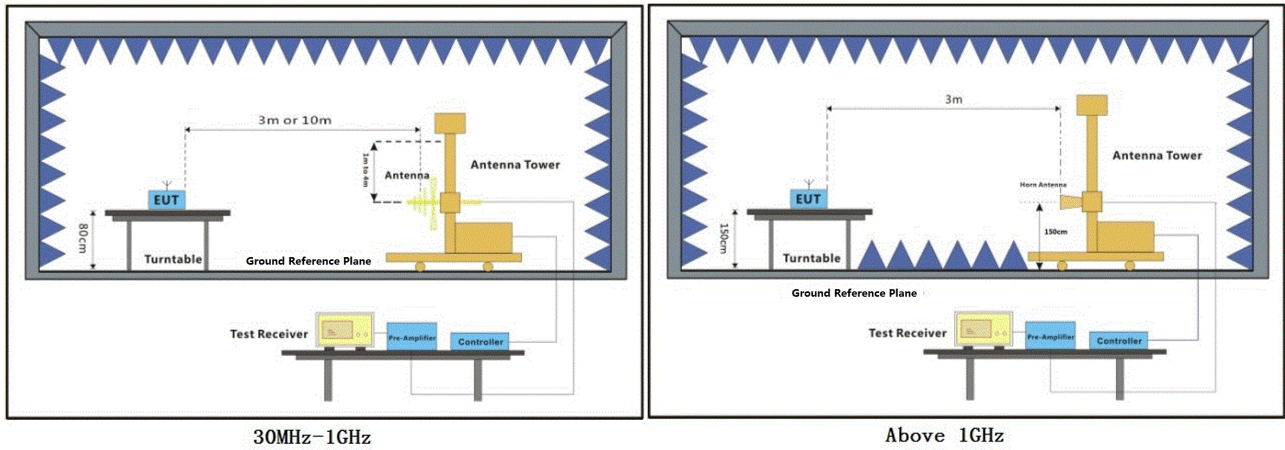 3m or 10m
1m to 4m
Antenna
Antenna Tower
EUT
80cm
Turntable
Ground Reference Plane
Test Receiver
Pre-Amplifier
Controller
30MHz-1GHz
3m
Antenna Tower
Horn Antenna
EUT
150cm
150cm
Turntable
Ground Reference Plane
Test Receiver
Pre-Amplifier
Controller
Above 1GHz